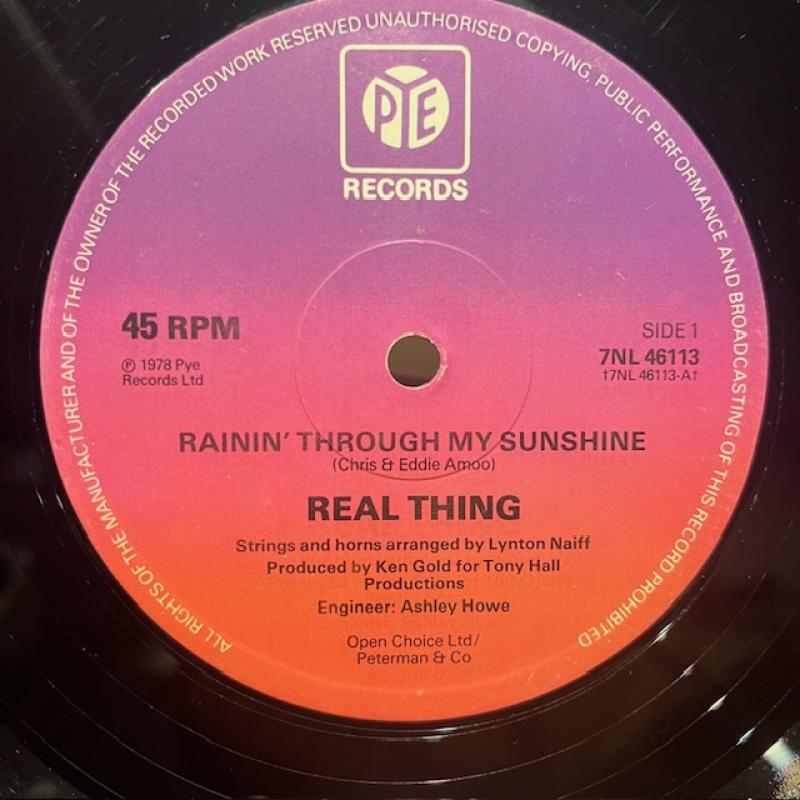 ALL RIGHTS OF THE MANUFACTURER AND OF THE OWNER OF THE RECORDED WORK RESERVED UNAUTHORISED COPYING, PUBLIC PERFORMANCE AND BROADCASTING OF THIS RECORD PROHIBITED
PYE
RECORDS
45 RPM
℗ 1978 Pye
Records Ltd
SIDE 1
7NL 46113
†7NL 46113-A†
RAININ' THROUGH MY SUNSHINE
(Chris & Eddie Amoo)
REAL THING
Strings and horns arranged by Lynton Naiff
Produced by Ken Gold for Tony Hall
Productions
Engineer: Ashley Howe
Open Choice Ltd/
Peterman & Co